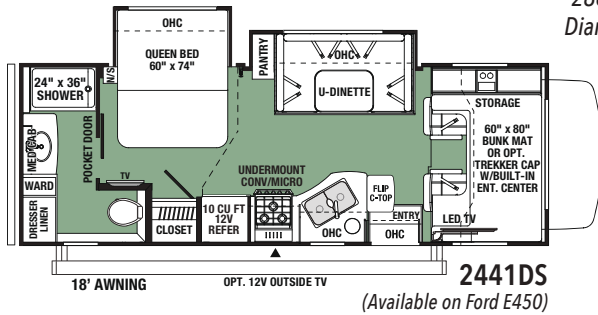 OHC
QUEEN BED
60" x 74"
N/S
PANTRY
OHC
U-DINETTE
24" x 36"
SHOWER
MED CAB
POCKET DOOR
TV
WARD
DRESSER
LINEN
CLOSET
10 CU FT
12V
REFER
UNDERMOUNT
CONV/MICRO
OHC
FLIP
C-TOP
ENTRY
OHC
STORAGE
60" x 80"
BUNK MAT
OR OPT.
TREKKER CAP
W/BUILT-IN
ENT. CENTER
LED TV
18' AWNING
OPT. 12V OUTSIDE TV
2441DS
(Available on Ford E450)